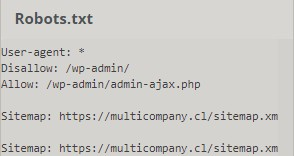 Robots.txt
User-agent: *
Disallow: /wp-admin/
Allow: /wp-admin/admin-ajax.php
Sitemap: https://multicompany.cl/sitemap.xm
Sitemap: https://multicompany.cl/sitemap.xm